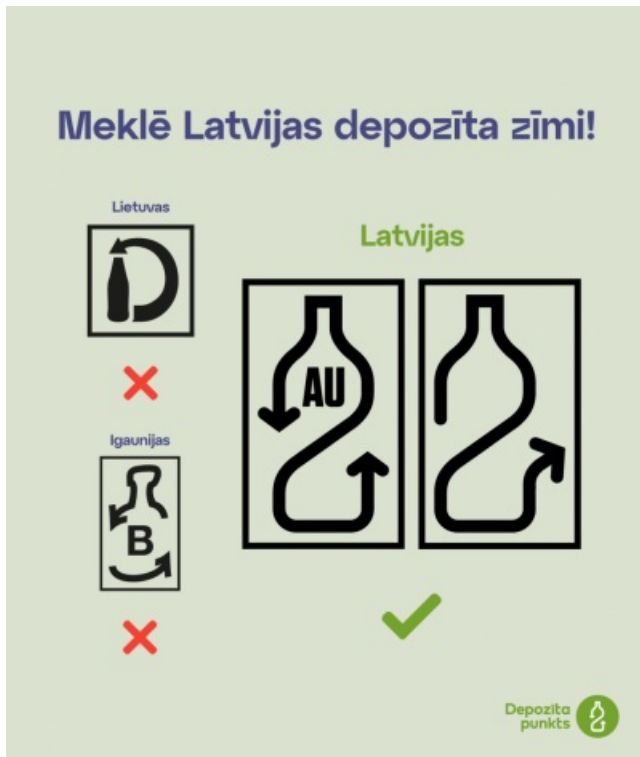 Meklē Latvijas depozīta zīmi!
Lietuvas
Latvijas
AU
Igaunijas
B
Depozīta
punkts